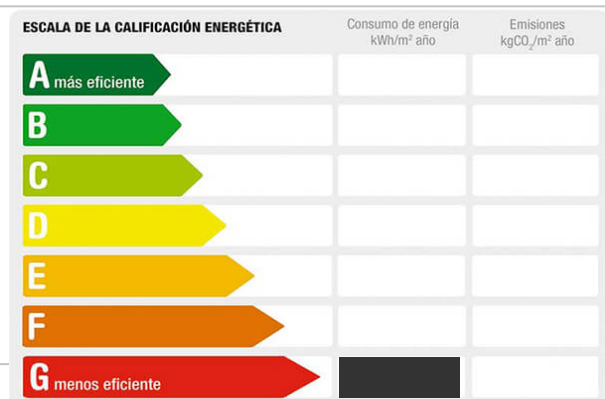 ESCALA DE LA CALIFICACIÓN ENERGÉTICA
Consumo de energía
kWh/m² año
Emisiones
kgCO₂/m² año
A más eficiente
B
C
D
E
F
G menos eficiente